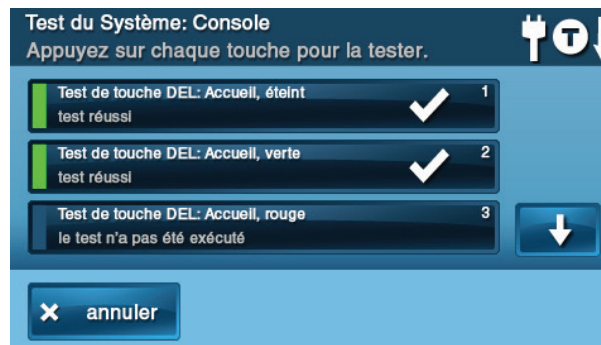 Test du Système: Console
Appuyez sur chaque touche pour la tester.
T
Test de touche DEL: Accueil, éteint
1
test réussi
Test de touche DEL: Accueil, verte
2
test réussi
Test de touche DEL: Accueil, rouge
3
le test n'a pas été exécuté
annuler